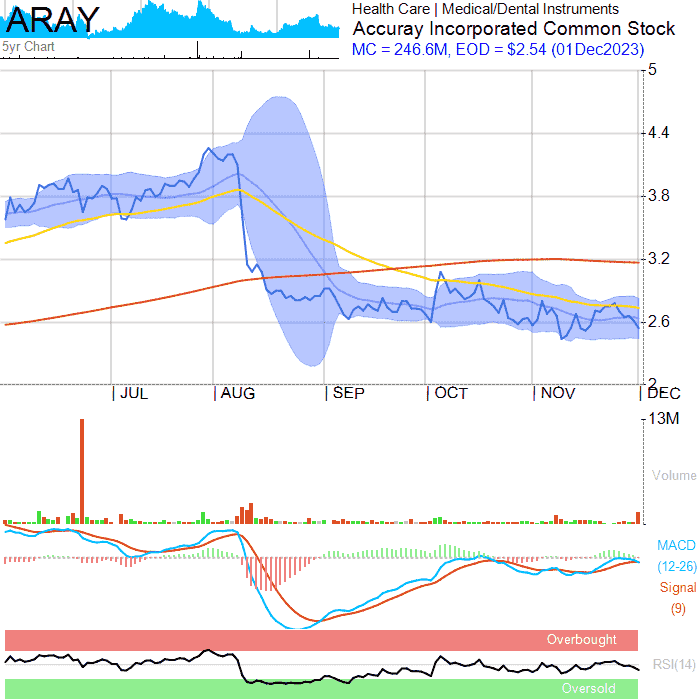 ARAY
5yr Chart
Health Care | Medical/Dental Instruments
Accuray Incorporated Common Stock
MC = 246.6M, EOD = $2.54 (01Dec2023)
5
4.4
3.8
3.2
2.6
2
JUL
AUG
SEP
OCT
NOV
DEC
13M
Volume
MACD
(12-26)
Signal
(9)
Overbought
RSI(14)
Oversold